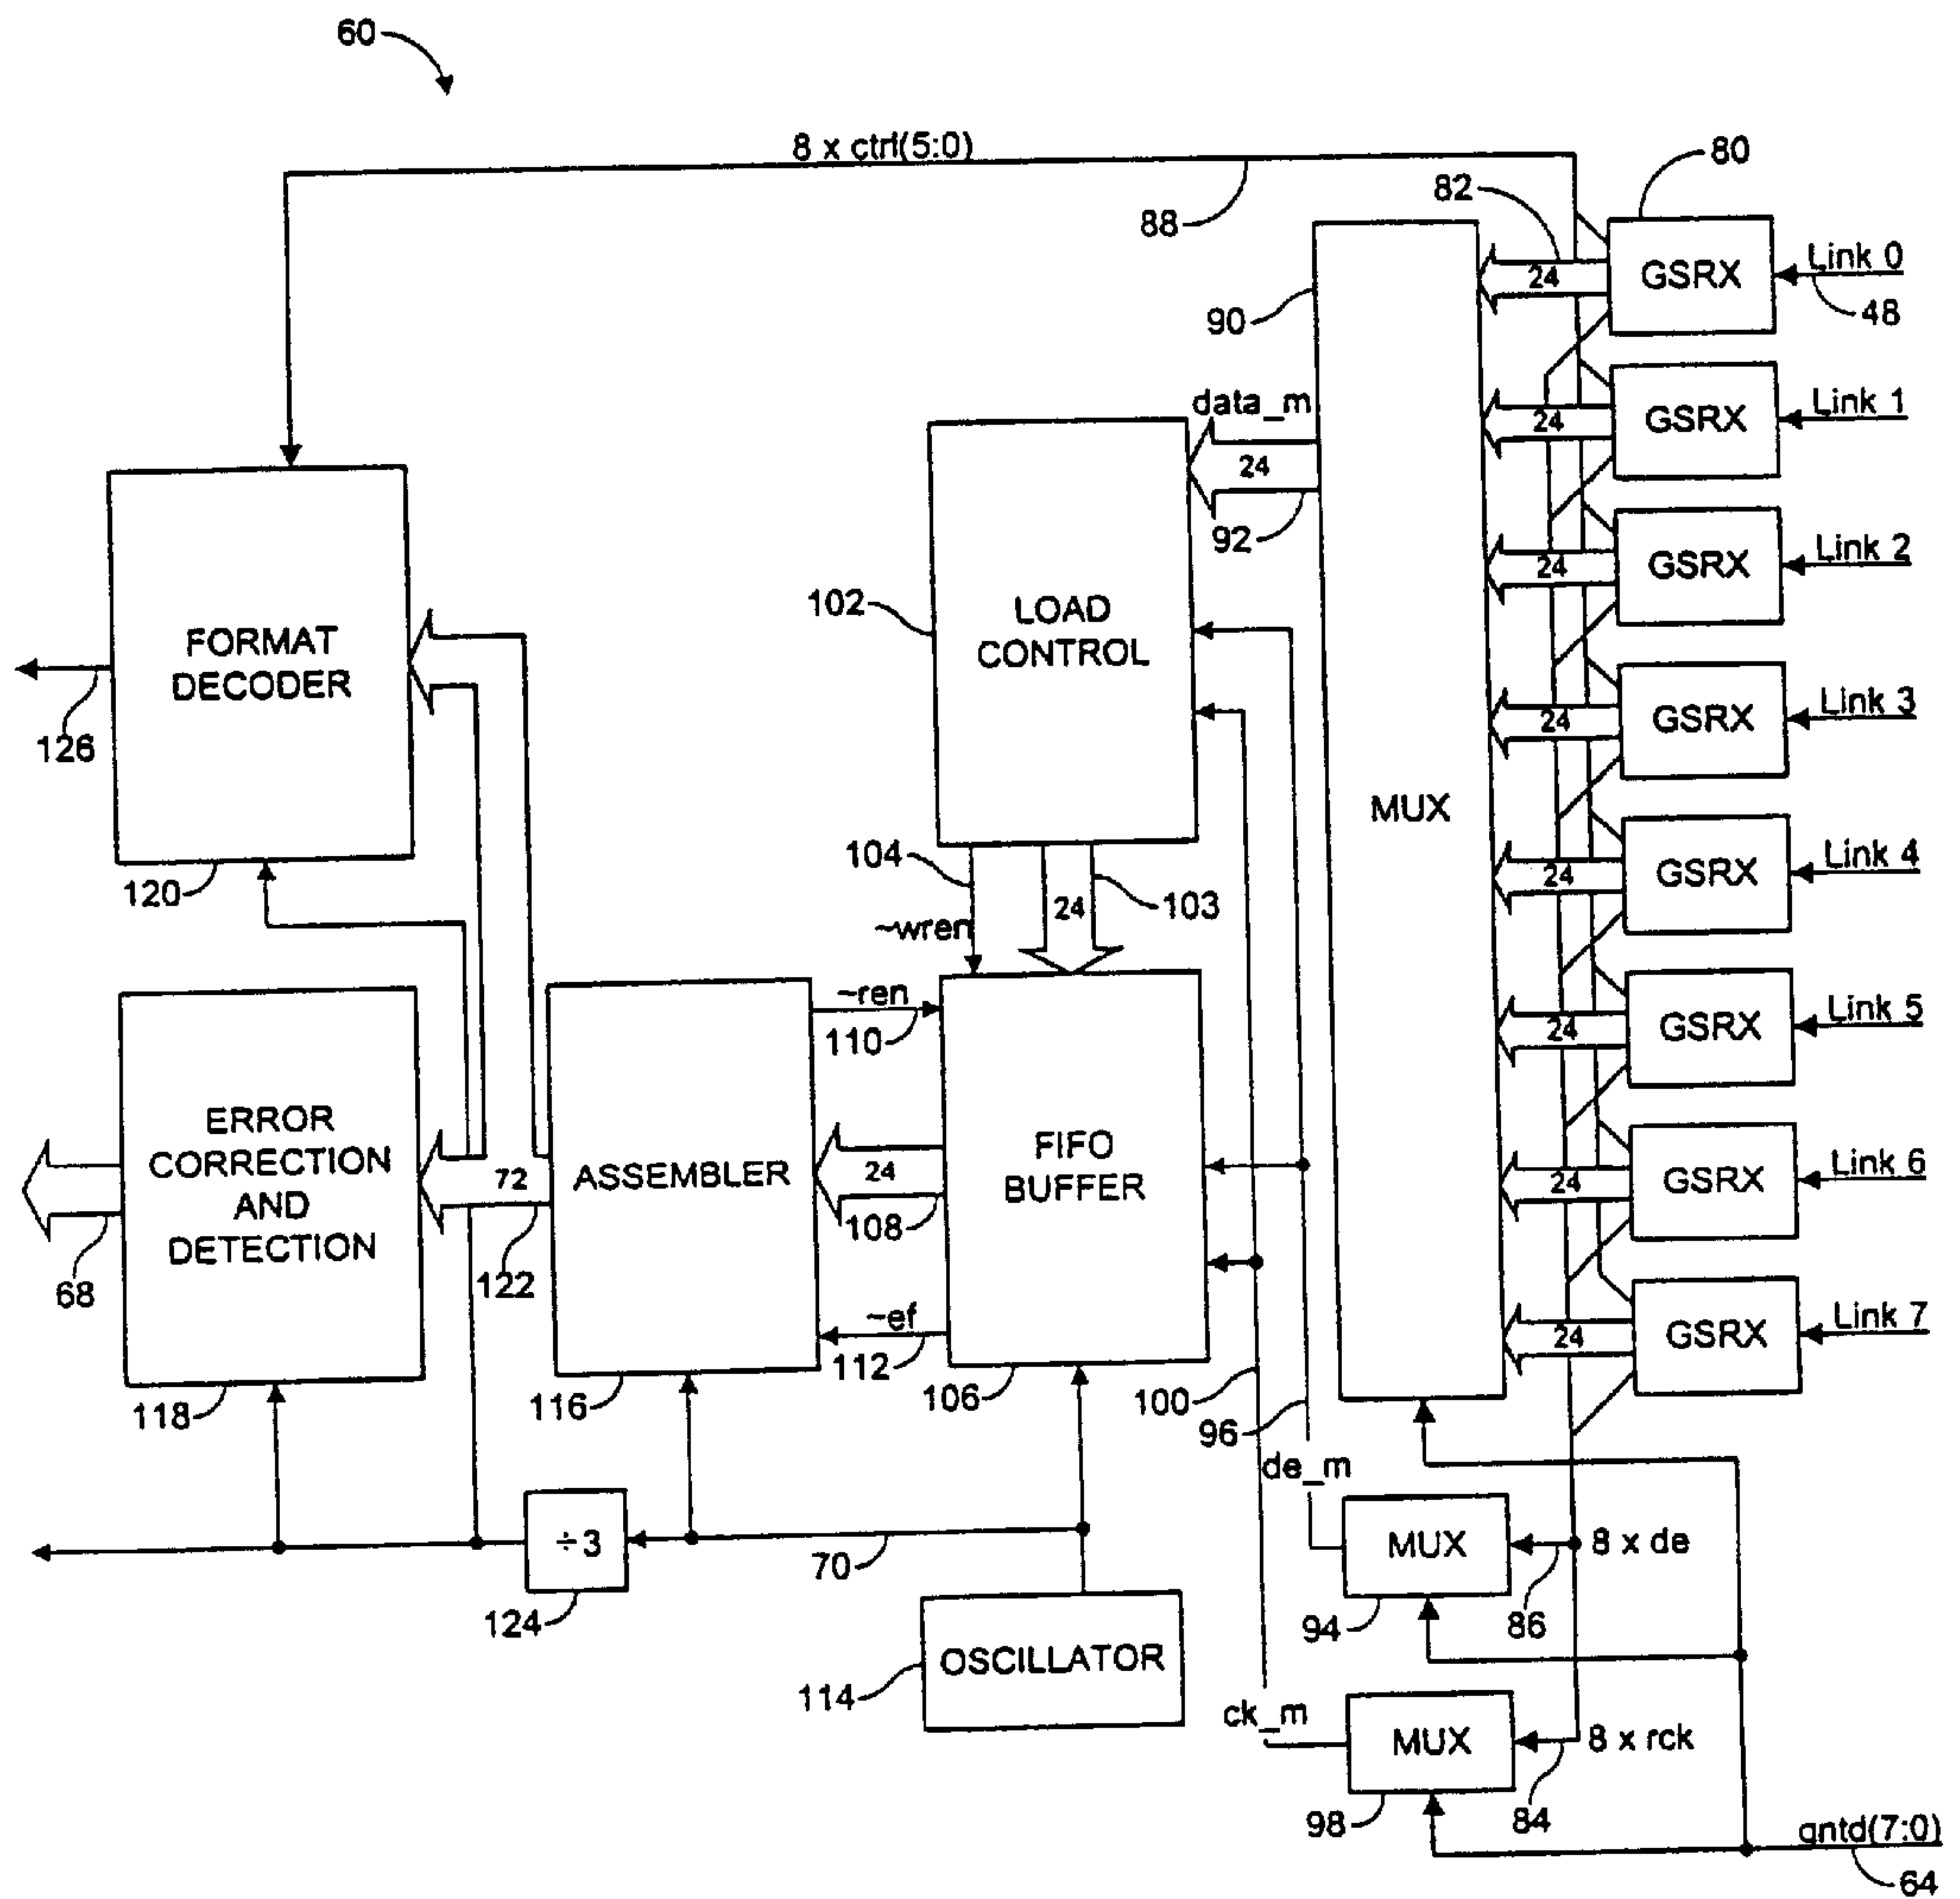 60
8 x ctrl(5:0)
88
82
80
24
GSRX
Link 0
48
90
24
GSRX
Link 1
data_m
24
92
24
GSRX
Link 2
102
LOAD
CONTROL
FORMAT
DECODER
126
24
GSRX
Link 3
MUX
104
24
103
~wren
120
24
GSRX
Link 4
~ren
110
24
GSRX
Link 5
ERROR
CORRECTION
AND
DETECTION
72
ASSEMBLER
24
108
FIFO
BUFFER
24
GSRX
Link 6
68
122
~ef
112
24
GSRX
Link 7
118
116
106
100
96
de_m
÷3
70
MUX
8 x de
124
94
86
OSCILLATOR
114
ck_m
MUX
8 x rck
98
84
qntd(7:0)
64